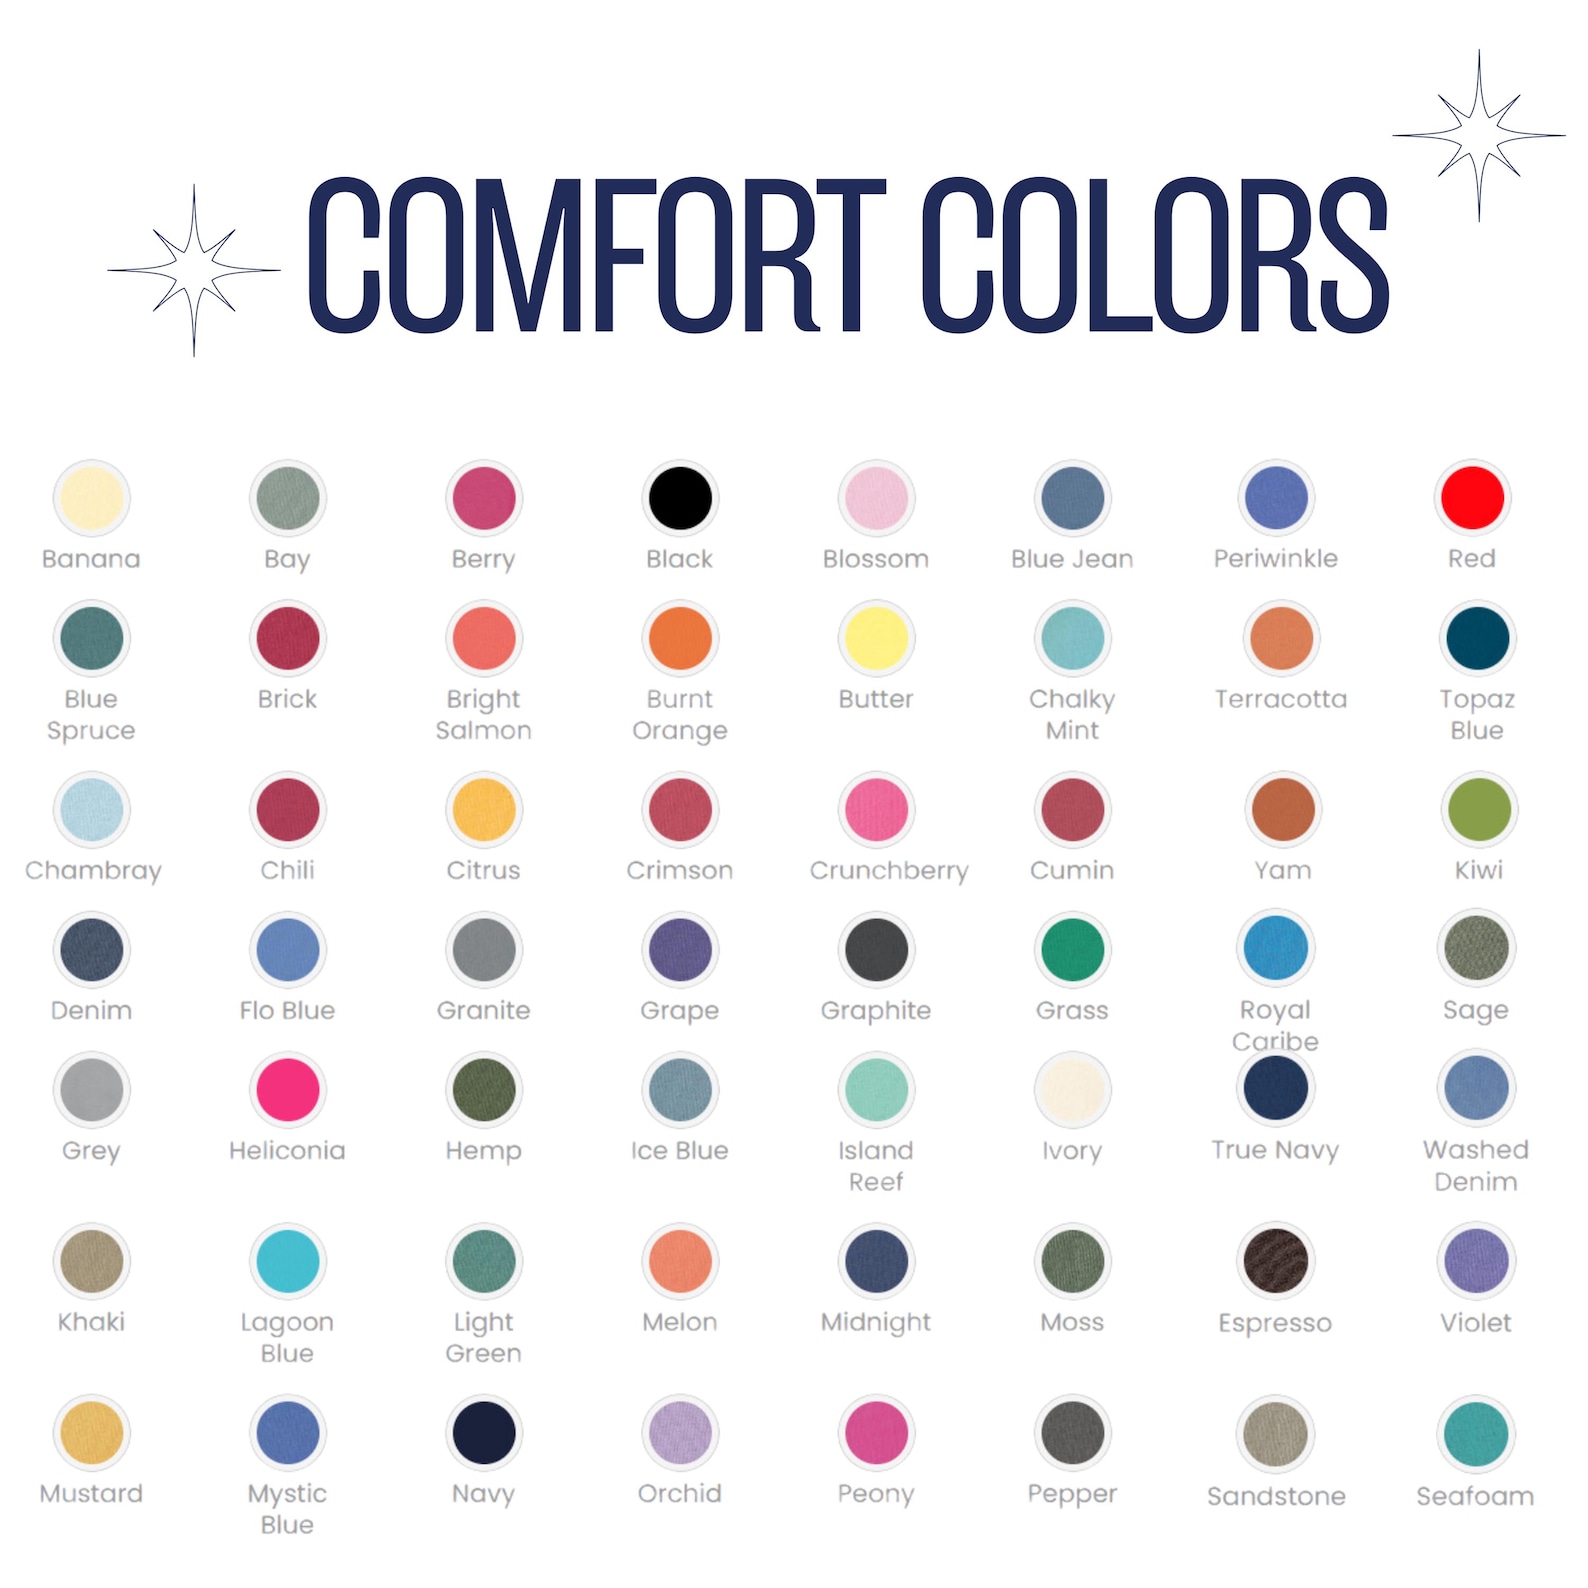 COMFORT COLORS
Banana
Bay
Berry
Black
Blossom
Blue Jean
Periwinkle
Red
Blue
Spruce
Brick
Bright
Salmon
Burnt
Orange
Butter
Chalky
Mint
Terracotta
Topaz
Blue
Chambray
Chili
Citrus
Crimson
Crunchberry
Cumin
Yam
Kiwi
Denim
Flo Blue
Granite
Grape
Graphite
Grass
Royal
Caribe
Sage
Grey
Heliconia
Hemp
Ice Blue
Island
Reef
Ivory
True Navy
Washed
Denim
Khaki
Lagoon
Blue
Light
Green
Melon
Midnight
Moss
Espresso
Violet
Mustard
Mystic
Blue
Navy
Orchid
Peony
Pepper
Sandstone
Seafoam